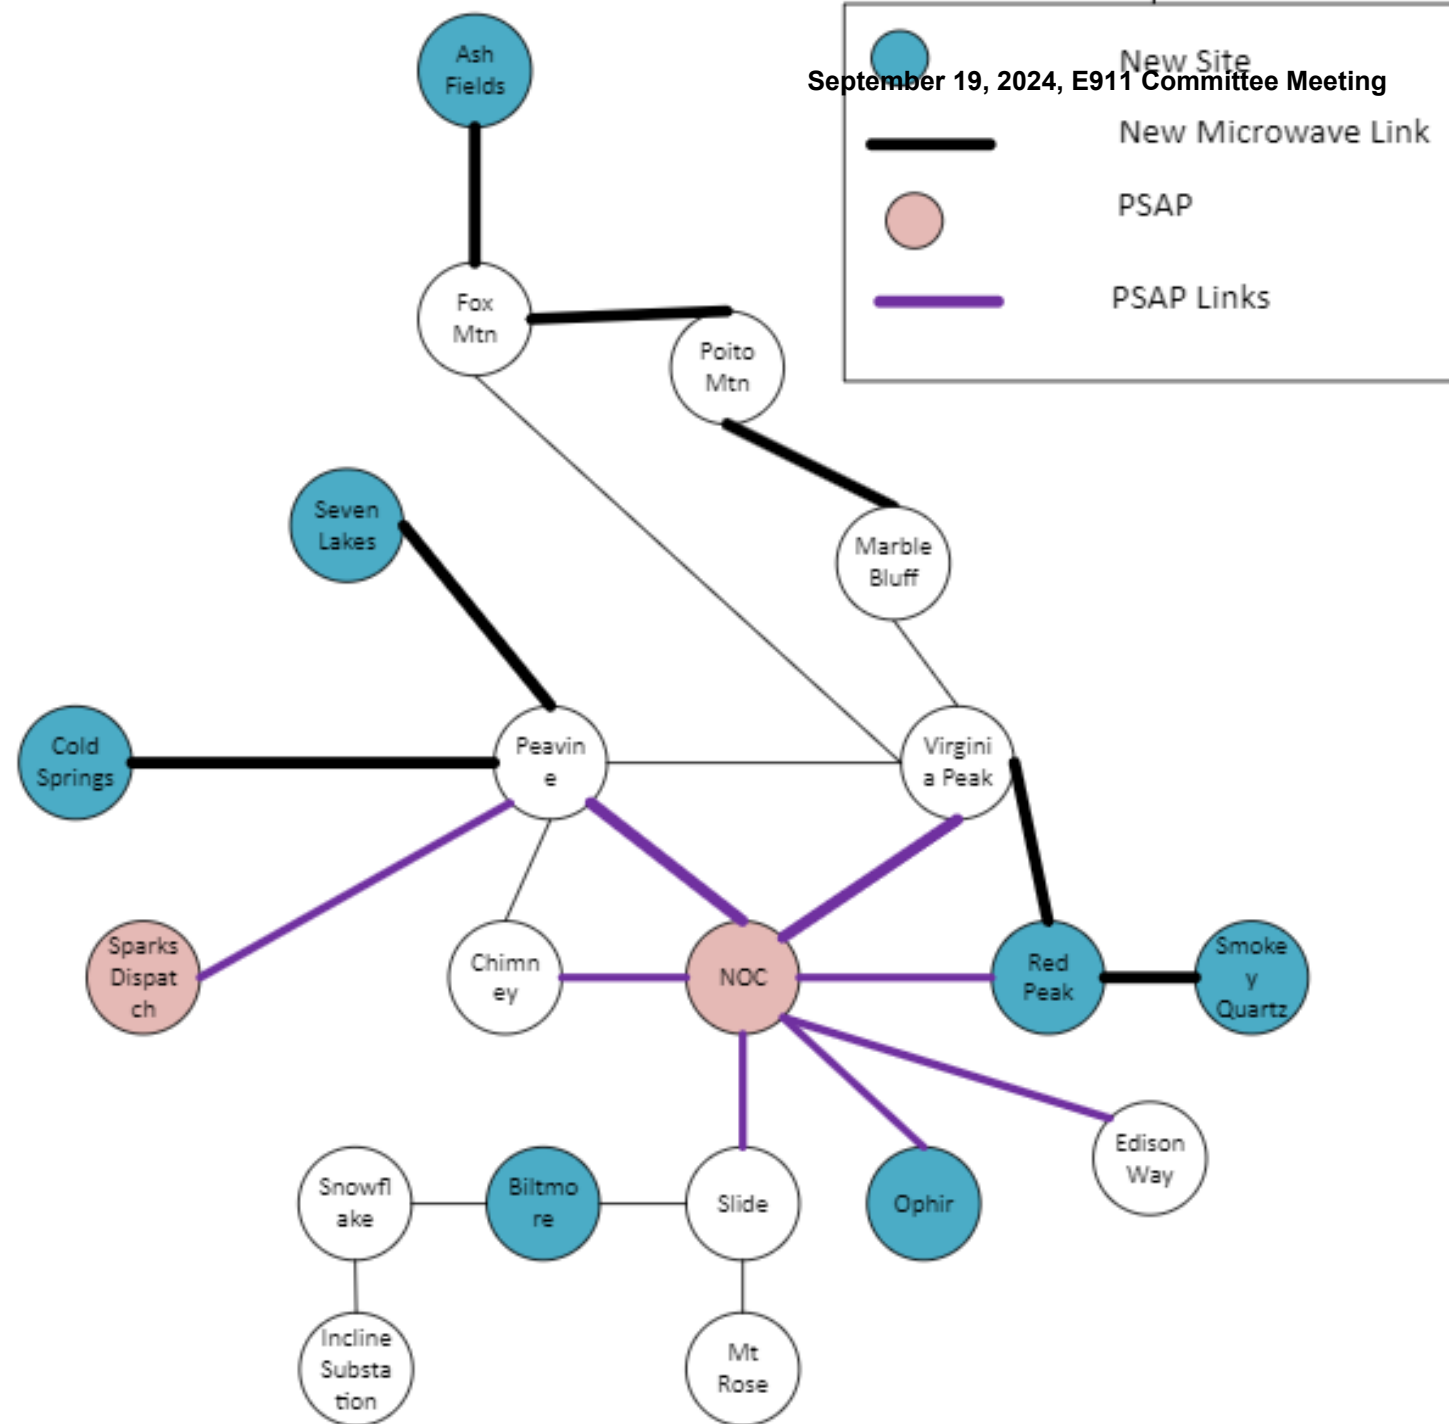 Ash
Fields
New Site
September 19, 2024, E911 Committee Meeting
New Microwave Link
PSAP
PSAP Links
Fox
Mtn
Poito
Mtn
Seven
Lakes
Marble
Bluff
Cold
Springs
Peavin
e
Virgini
a Peak
Sparks
Dispat
ch
Chimn
ey
NOC
Red
Peak
Smoke
y
Quartz
Edison
Way
Snowfl
ake
Biltmo
re
Slide
Ophir
Incline
Substa
tion
Mt
Rose